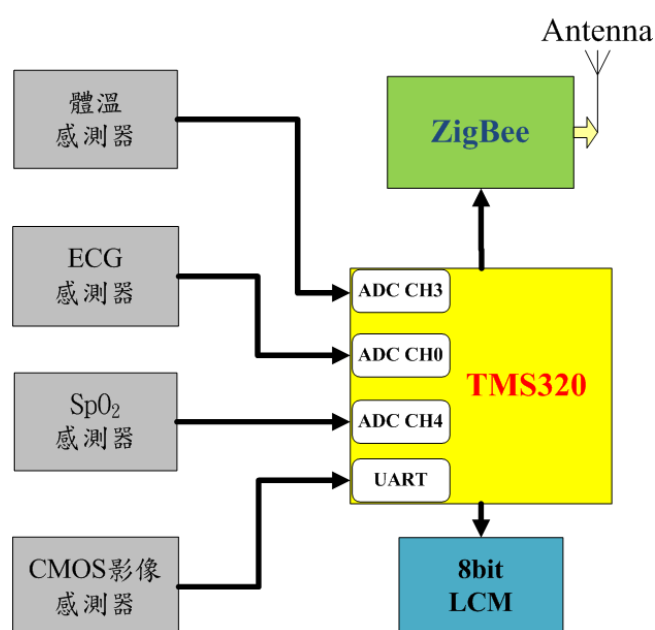 Antenna
體溫
感測器
ZigBee
ECG
感測器
ADC CH3
ADC CH0
TMS320
SpO₂
感測器
ADC CH4
UART
CMOS影像
感測器
8bit
LCM